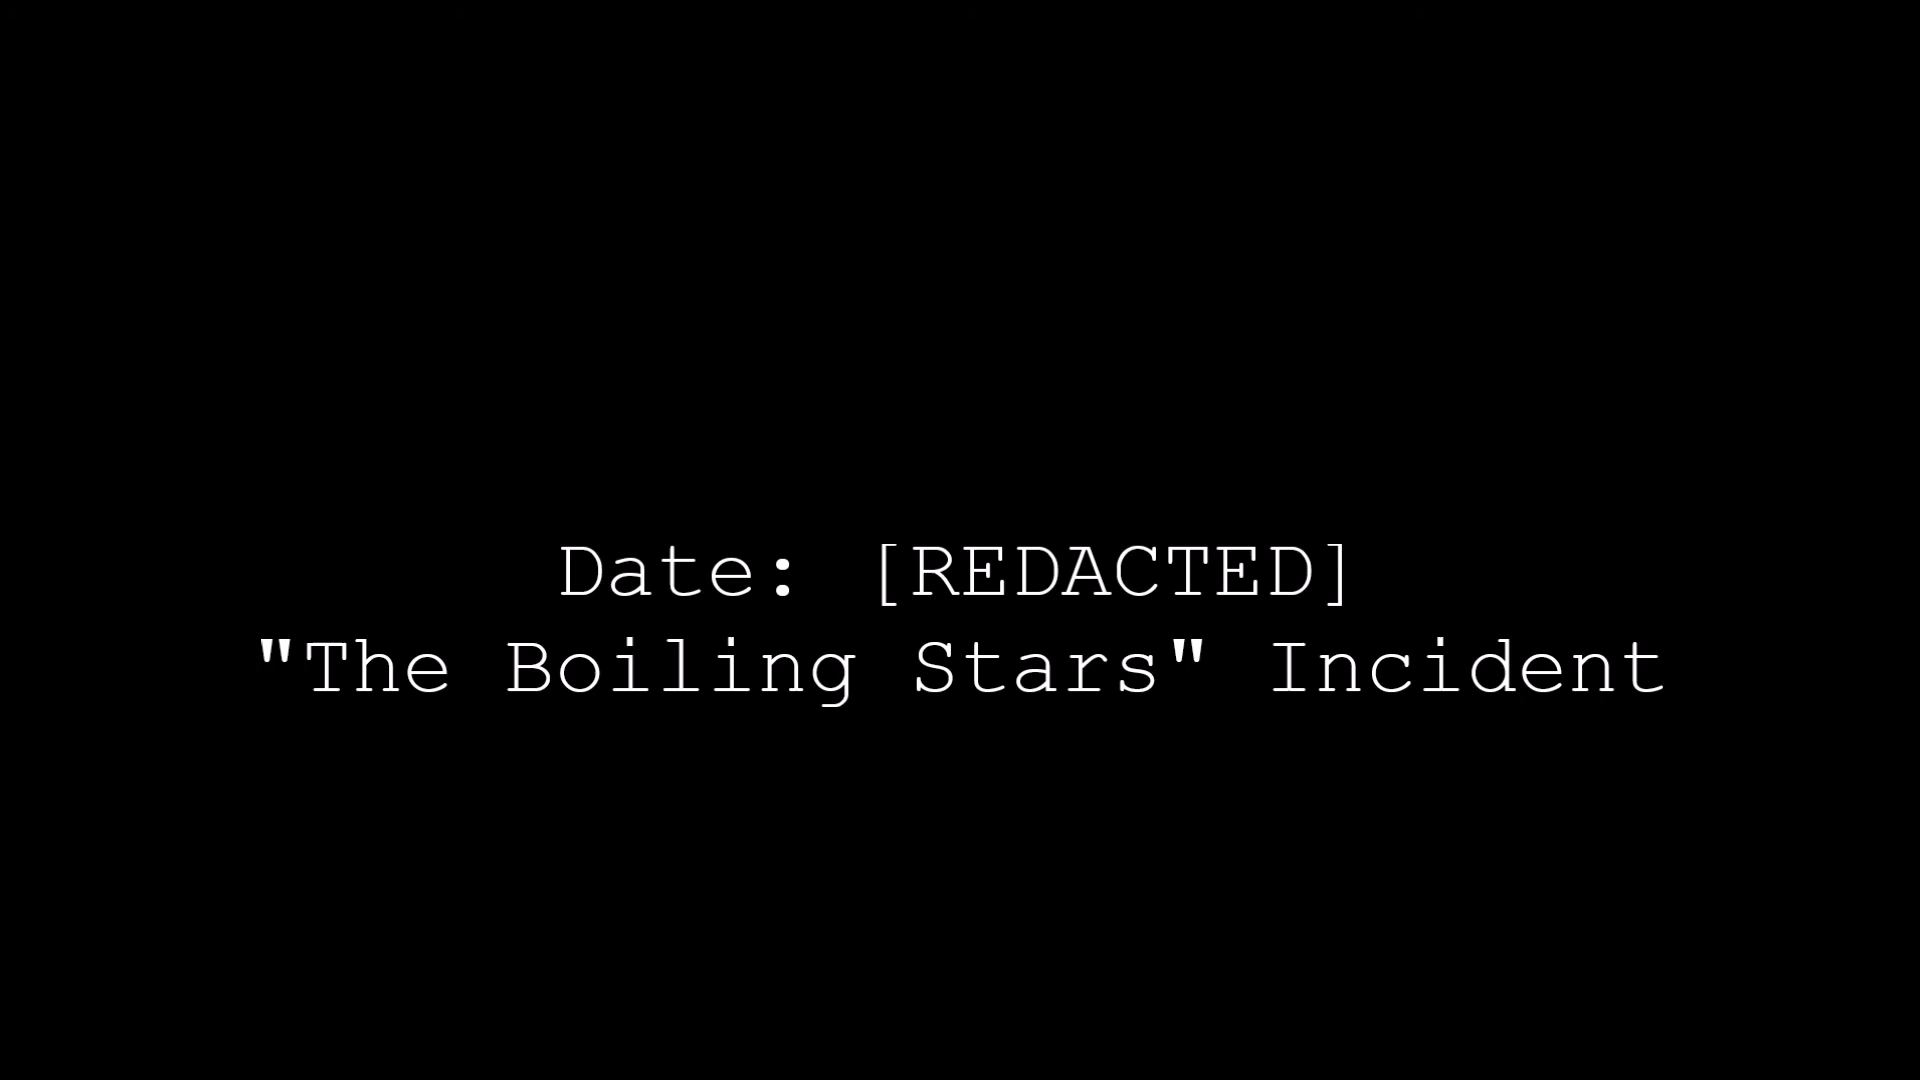 Date: [REDACTED]
"The Boiling Stars" Incident